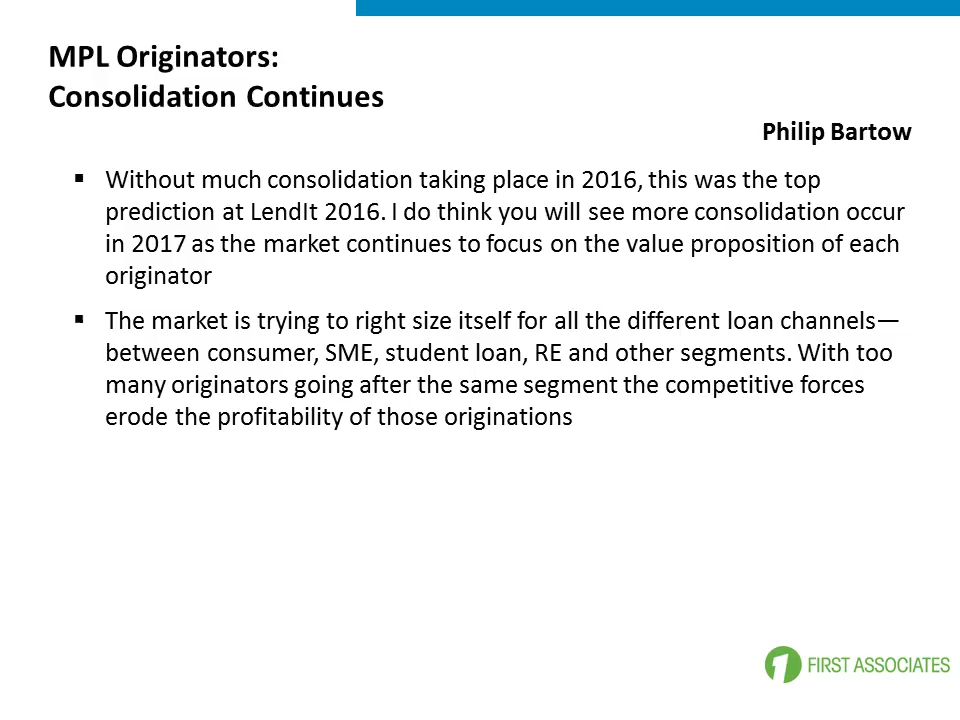 MPL Originators:
Consolidation Continues
Philip Bartow
▪ Without much consolidation taking place in 2016, this was the top
prediction at LendIt 2016. I do think you will see more consolidation occur
in 2017 as the market continues to focus on the value proposition of each
originator
▪ The market is trying to right size itself for all the different loan channels—
between consumer, SME, student loan, RE and other segments. With too
many originators going after the same segment the competitive forces
erode the profitability of those originations
1 FIRST ASSOCIATES